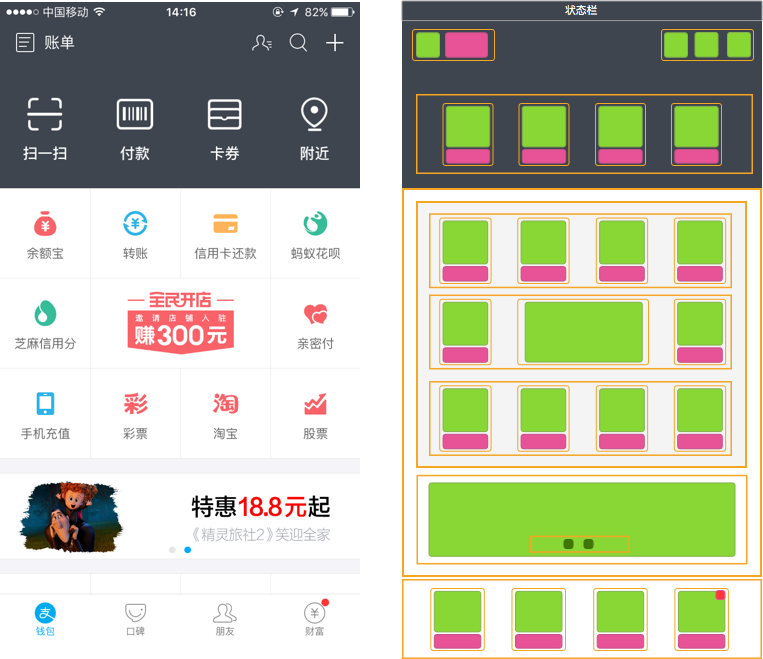 中国移动 14:16 82%
账单
扫一扫 付款 卡券 附近
余额宝 转账 信用卡还款 蚂蚁花呗
全民开店
邀请店铺入驻
赚300元
芝麻信用分 亲密付
手机充值 彩票 淘宝 股票
特惠18.8元起
《精灵旅社2》笑迎全家
钱包 口碑 朋友 财富
状态栏